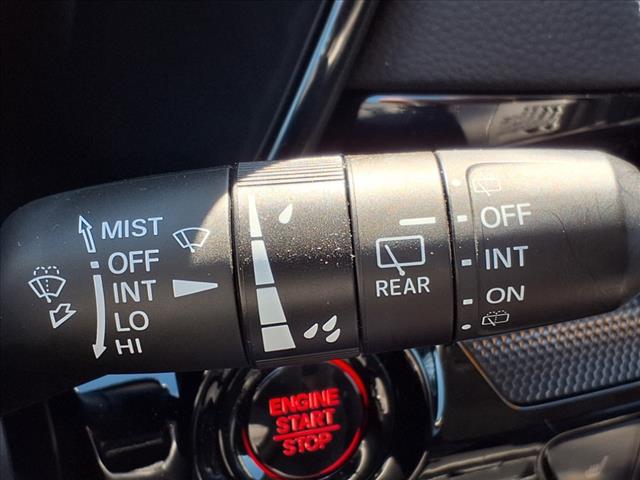 MIST
OFF
INT
LO
HI
REAR
OFF
INT
ON
ENGINE
START
STOP